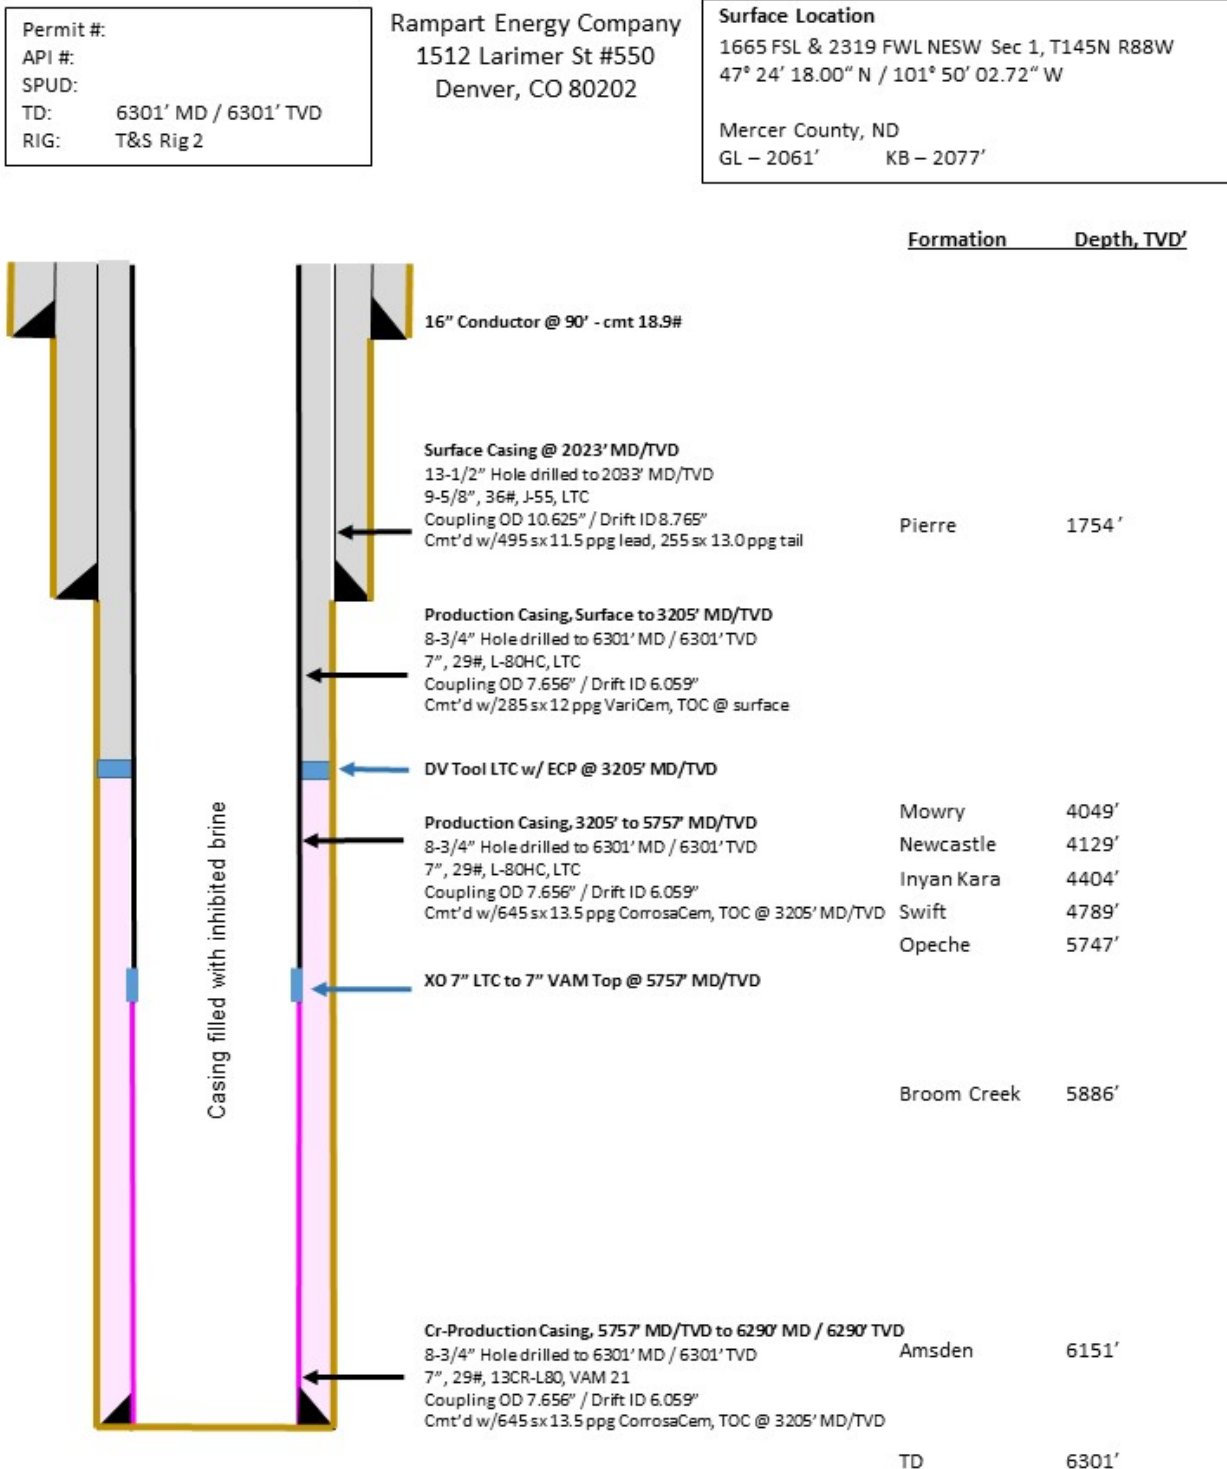 Permit #:
API #:
SPUD:
TD: 6301' MD / 6301' TVD
RIG: T&S Rig 2
Rampart Energy Company
1512 Larimer St #550
Denver, CO 80202
Surface Location
1665 FSL & 2319 FWL NESW Sec 1, T145N R88W
47° 24' 18.00" N / 101° 50' 02.72" W
Mercer County, ND
GL – 2061' KB – 2077'
Formation Depth, TVD'
16" Conductor @ 90' - cmt 18.9#
Surface Casing @ 2023' MD/TVD
13-1/2" Hole drilled to 2033' MD/TVD
9-5/8", 36#, J-55, LTC
Coupling OD 10.625" / Drift ID 8.765"
Cmt'd w/495 sx 11.5 ppg lead, 255 sx 13.0 ppg tail
Pierre 1754'
Production Casing, Surface to 3205' MD/TVD
8-3/4" Hole drilled to 6301' MD / 6301' TVD
7", 29#, L-80HC, LTC
Coupling OD 7.656" / Drift ID 6.059"
Cmt'd w/285 sx 12 ppg VariCem, TOC @ surface
DV Tool LTC w/ ECP @ 3205' MD/TVD
Production Casing, 3205' to 5757' MD/TVD
8-3/4" Hole drilled to 6301' MD / 6301' TVD
7", 29#, L-80HC, LTC
Coupling OD 7.656" / Drift ID 6.059"
Cmt'd w/645 sx 13.5 ppg CorrosaCem, TOC @ 3205' MD/TVD
Mowry 4049'
Newcastle 4129'
Inyan Kara 4404'
Swift 4789'
Opeche 5747'
Casing filled with inhibited brine
XO 7" LTC to 7" VAM Top @ 5757' MD/TVD
Broom Creek 5886'
Cr-Production Casing, 5757' MD/TVD to 6290' MD / 6290' TVD
8-3/4" Hole drilled to 6301' MD / 6301' TVD
7", 29#, 13CR-L80, VAM 21
Coupling OD 7.656" / Drift ID 6.059"
Cmt'd w/645 sx 13.5 ppg CorrosaCem, TOC @ 3205' MD/TVD
Amsden 6151'
TD 6301'